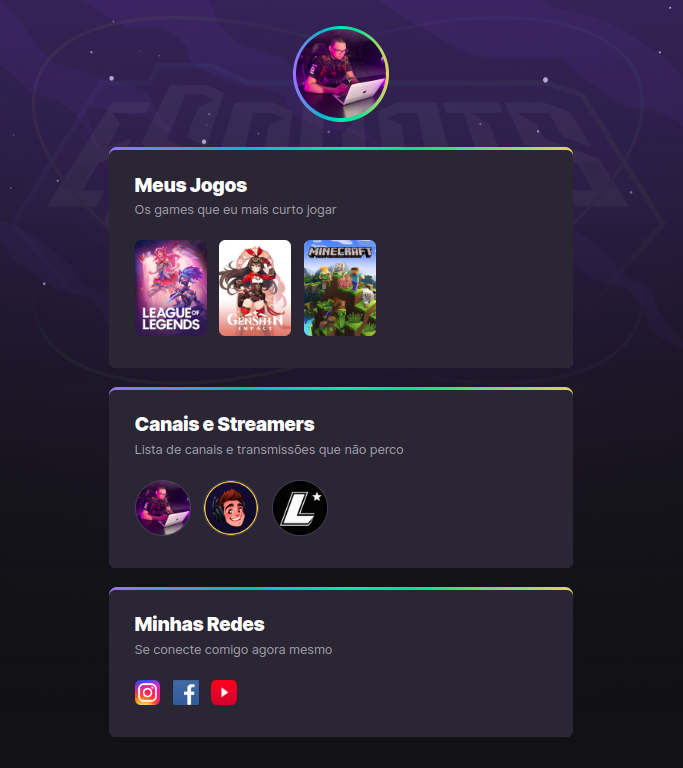 ESPORTS
Meus Jogos
Os games que eu mais curto jogar
LEAGUE OF
LEGENDS
GENSHIN
IMPACT
MINECRAFT
Canais e Streamers
Lista de canais e transmissões que não perco
L
Minhas Redes
Se conecte comigo agora mesmo
f